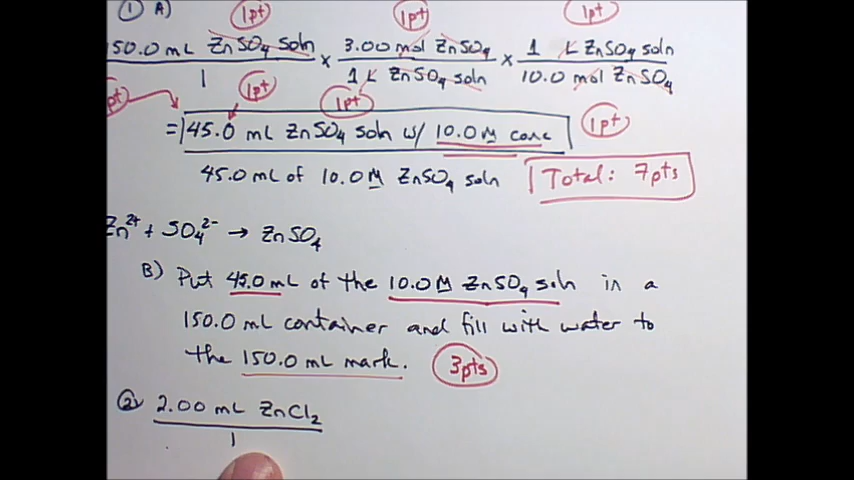 ① A) 1pt 1pt 1pt
150.0 mL ZnSO₄ soln × 3.00 mol ZnSO₄ × 1 L ZnSO₄ soln
1 1 L ZnSO₄ soln 10.0 mol ZnSO₄
pt 1pt 1pt
= 45.0 mL ZnSO₄ soln w/ 10.0 M conc 1pt
45.0 mL of 10.0 M ZnSO₄ soln Total: 7pts
Zn²⁺ + SO₄²⁻ → ZnSO₄
B) Put 45.0 mL of the 10.0 M ZnSO₄ soln in a
150.0 mL container and fill with water to
the 150.0 mL mark. 3pts
② 2.00 mL ZnCl₂
1